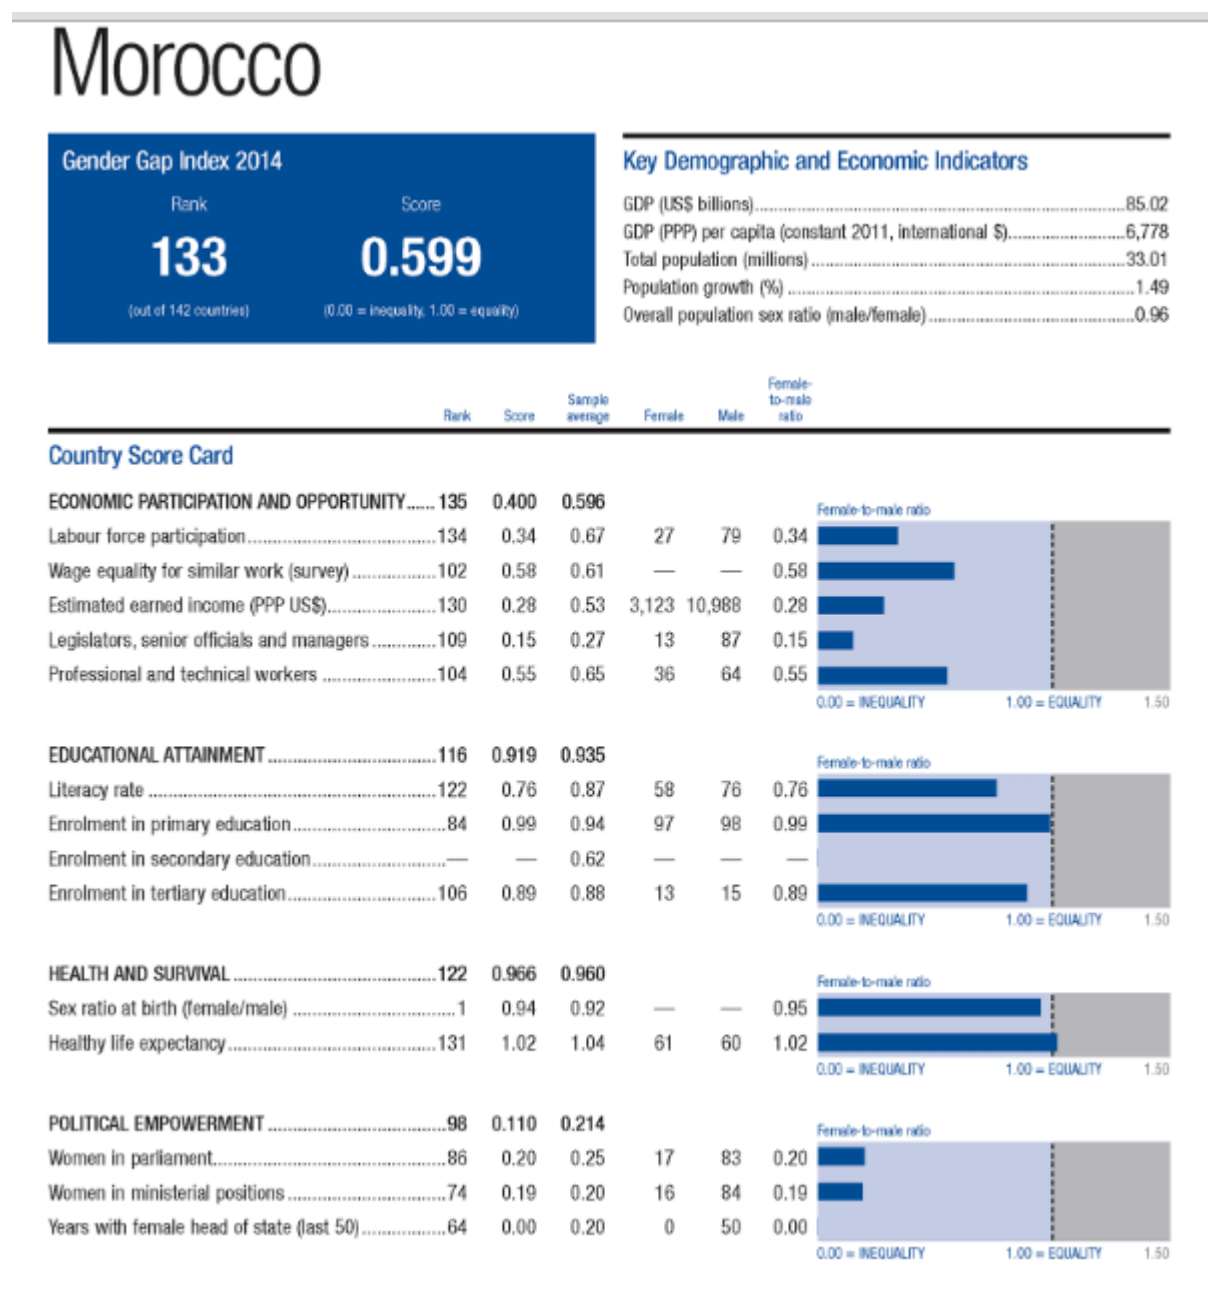 Morocco
Gender Gap Index 2014
Rank Score
133 0.599
(out of 142 countries) (0.00 = inequality, 1.00 = equality)
Key Demographic and Economic Indicators
GDP (US$ billions)......85.02
GDP (PPP) per capita (constant 2011, international $)......6,778
Total population (millions)......33.01
Population growth (%)......1.49
Overall population sex ratio (male/female)......0.96
Rank Score Sample average Female Male Female-to-male ratio
Country Score Card
ECONOMIC PARTICIPATION AND OPPORTUNITY......135 0.400 0.596
Female-to-male ratio
Labour force participation......134 0.34 0.67 27 79 0.34
Wage equality for similar work (survey)......102 0.58 0.61 — — 0.58
Estimated earned income (PPP US$)......130 0.28 0.53 3,123 10,988 0.28
Legislators, senior officials and managers......109 0.15 0.27 13 87 0.15
Professional and technical workers......104 0.55 0.65 36 64 0.55
0.00 = INEQUALITY 1.00 = EQUALITY 1.50
EDUCATIONAL ATTAINMENT......116 0.919 0.935
Female-to-male ratio
Literacy rate......122 0.76 0.87 58 76 0.76
Enrolment in primary education......84 0.99 0.94 97 98 0.99
Enrolment in secondary education......— — 0.62 — — —
Enrolment in tertiary education......106 0.89 0.88 13 15 0.89
0.00 = INEQUALITY 1.00 = EQUALITY 1.50
HEALTH AND SURVIVAL......122 0.966 0.960
Female-to-male ratio
Sex ratio at birth (female/male)......1 0.94 0.92 — — 0.95
Healthy life expectancy......131 1.02 1.04 61 60 1.02
0.00 = INEQUALITY 1.00 = EQUALITY 1.50
POLITICAL EMPOWERMENT......98 0.110 0.214
Female-to-male ratio
Women in parliament......86 0.20 0.25 17 83 0.20
Women in ministerial positions......74 0.19 0.20 16 84 0.19
Years with female head of state (last 50)......64 0.00 0.20 0 50 0.00
0.00 = INEQUALITY 1.00 = EQUALITY 1.50